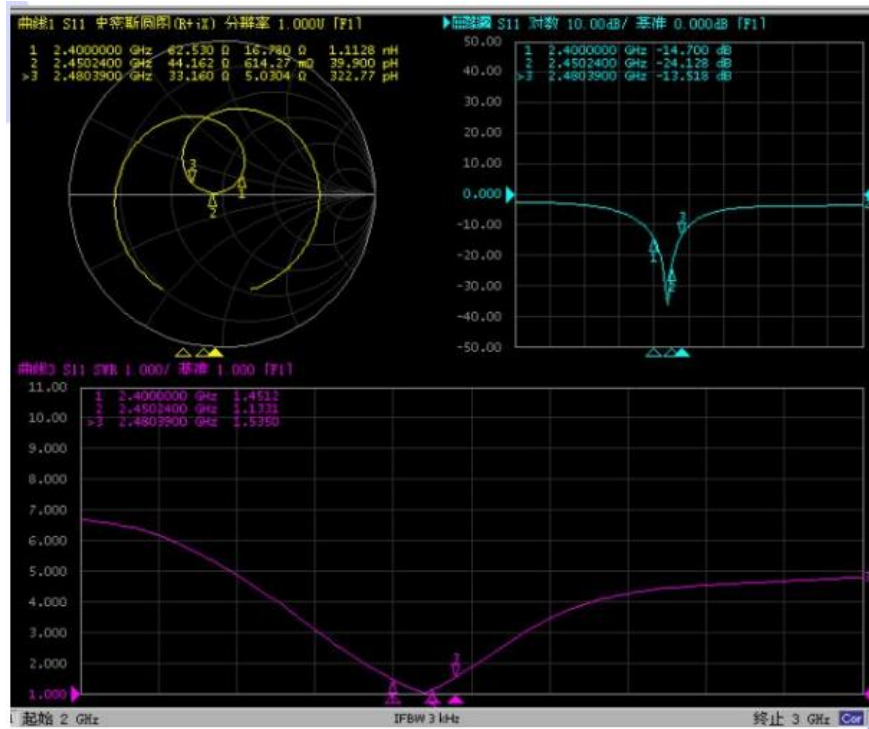 曲线1 S11 史密斯圆图(R+jX) 分辨率 1.000U [F1]
1 2.4000000 GHz 62.530 Ω 16.780 Ω 1.1128 nH
2 2.4502400 GHz 44.162 Ω 614.27 mΩ 39.900 pH
>3 2.4803900 GHz 33.160 Ω 5.0304 Ω 322.77 pH
3
1
2
曲线2 S11 对数 10.00dB/ 基准 0.000dB [F1]
50.00
1 2.4000000 GHz -14.700 dB
2 2.4502400 GHz -24.128 dB
>3 2.4803900 GHz -13.518 dB
40.00
30.00
20.00
10.00
0.000
-10.00
-20.00
-30.00
-40.00
-50.00
3
1
2
曲线3 S11 SWR 1.000/ 基准 1.000 [F1]
11.00
1 2.4000000 GHz 1.4512
2 2.4502400 GHz 1.1331
>3 2.4803900 GHz 1.5350
10.00
9.000
8.000
7.000
6.000
5.000
4.000
3.000
2.000
1.000
起始 2 GHz
IFBW 3 kHz
终止 3 GHz Cor